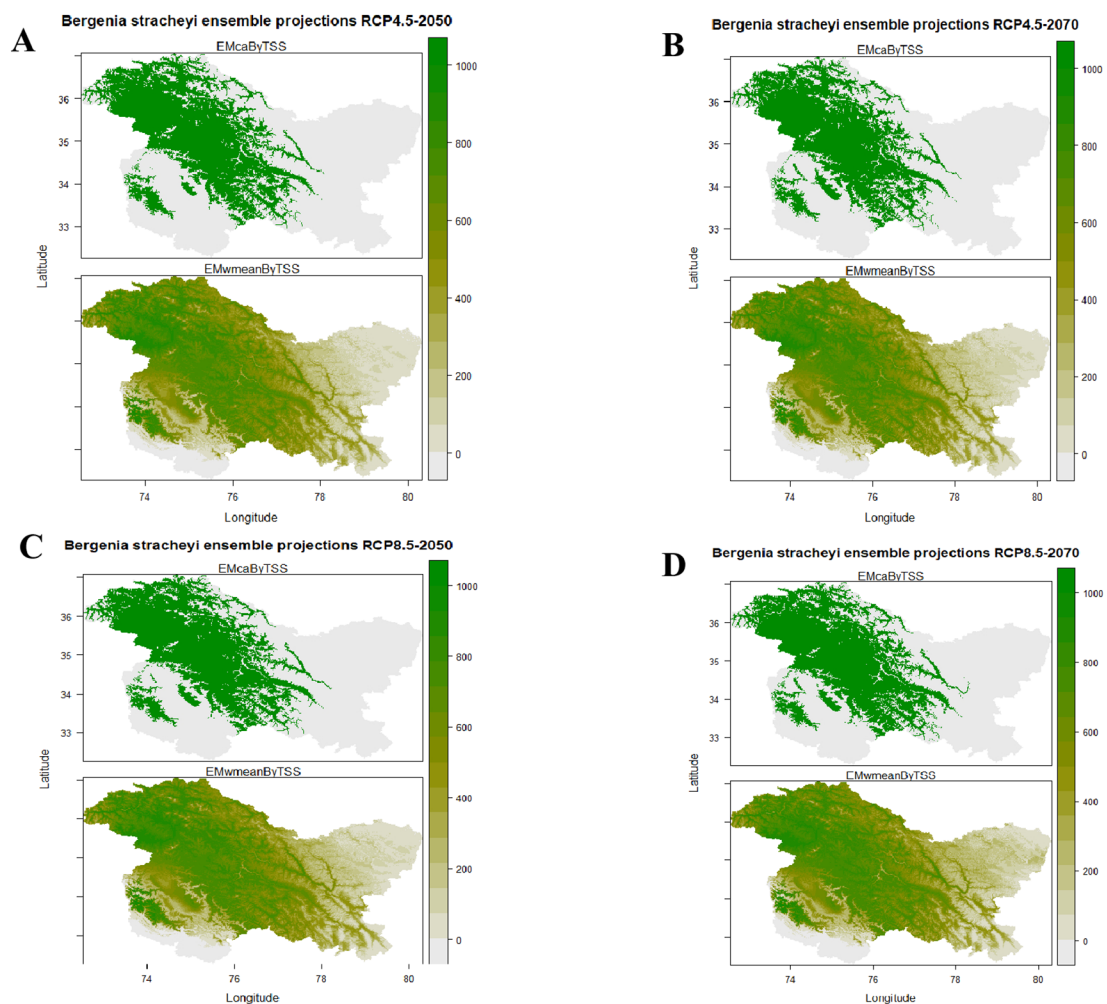 A
Bergenia stracheyi ensemble projections RCP4.5-2050
EMcaByTSS
36
35
34
33
Latitude
EMwmeanByTSS
74
76
78
80
Longitude
1000
800
600
400
200
0
B
Bergenia stracheyi ensemble projections RCP4.5-2070
EMcaByTSS
36
35
34
33
Latitude
EMwmeanByTSS
74
76
78
80
Longitude
1000
800
600
400
200
0
C
Bergenia stracheyi ensemble projections RCP8.5-2050
EMcaByTSS
36
35
34
33
Latitude
EMwmeanByTSS
74
76
78
80
Longitude
1000
800
600
400
200
0
D
Bergenia stracheyi ensemble projections RCP8.5-2070
EMcaByTSS
36
35
34
33
Latitude
EMwmeanByTSS
74
76
78
80
Longitude
1000
800
600
400
200
0